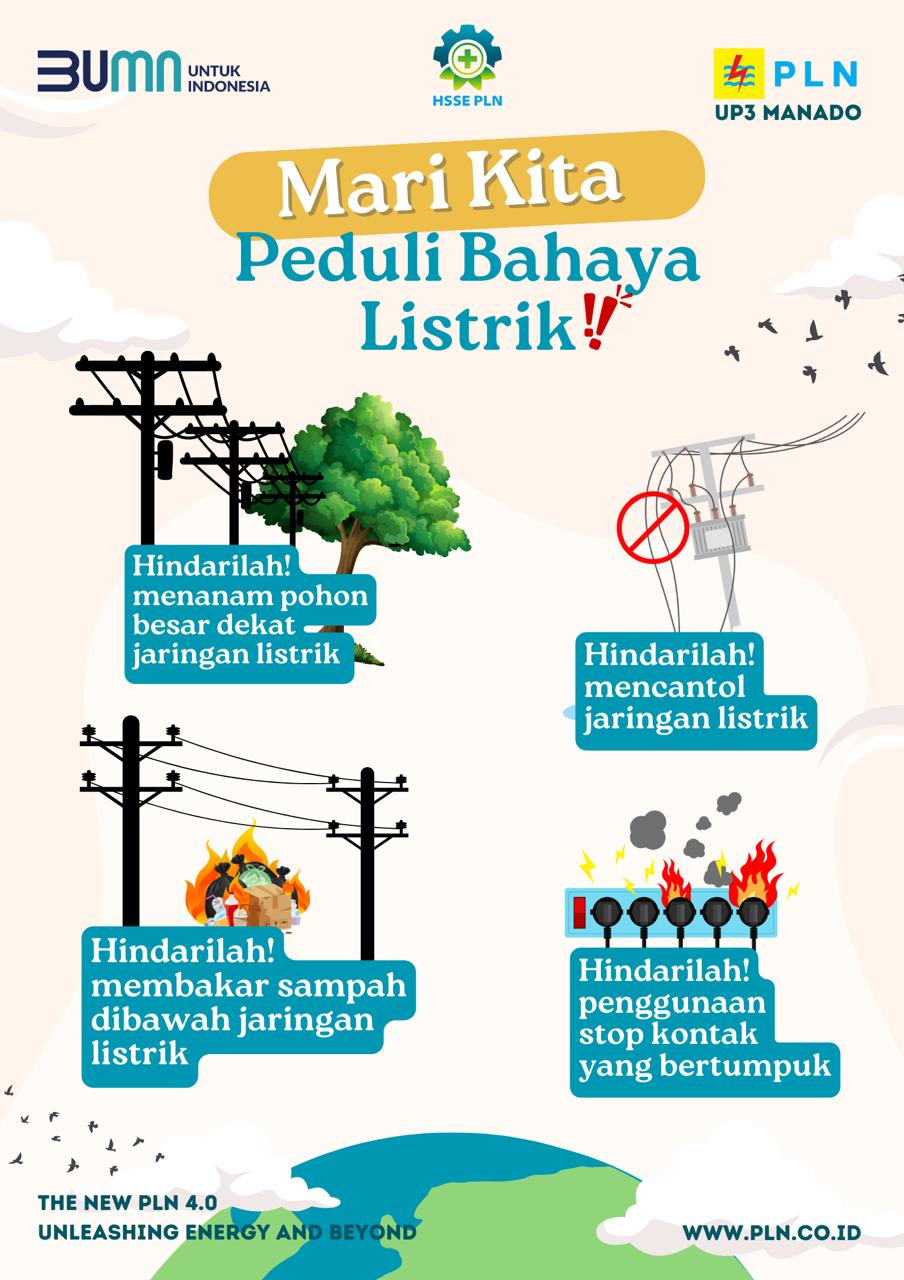 BUMN UNTUK
INDONESIA
HSSE PLN
PLN
UP3 MANADO
Mari Kita
Peduli Bahaya
Listrik!!
Hindarilah!
menanam pohon
besar dekat
jaringan listrik
Hindarilah!
mencantol
jaringan listrik
Hindarilah!
membakar sampah
dibawah jaringan
listrik
Hindarilah!
penggunaan
stop kontak
yang bertumpuk
THE NEW PLN 4.0
UNLEASHING ENERGY AND BEYOND
WWW.PLN.CO.ID